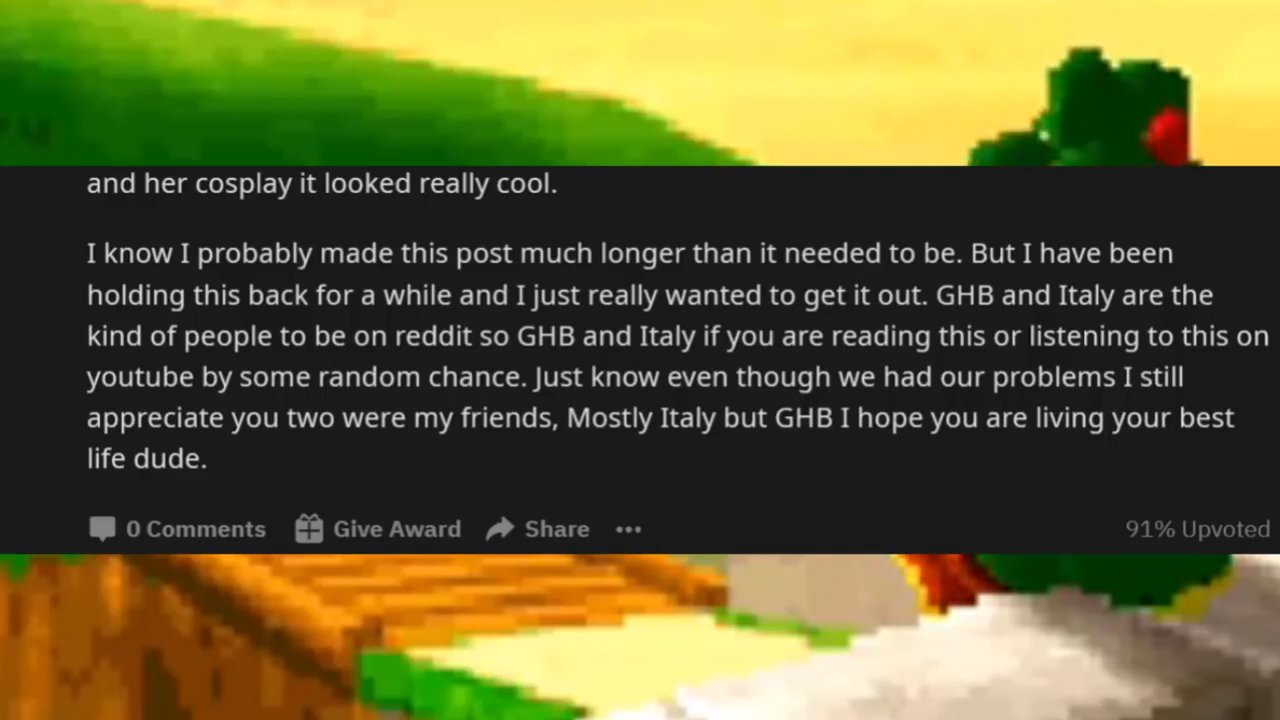 and her cosplay it looked really cool.
I know I probably made this post much longer than it needed to be. But I have been
holding this back for a while and I just really wanted to get it out. GHB and Italy are the
kind of people to be on reddit so GHB and Italy if you are reading this or listening to this on
youtube by some random chance. Just know even though we had our problems I still
appreciate you two were my friends, Mostly Italy but GHB I hope you are living your best
life dude.
0 Comments Give Award Share ••• 91% Upvoted